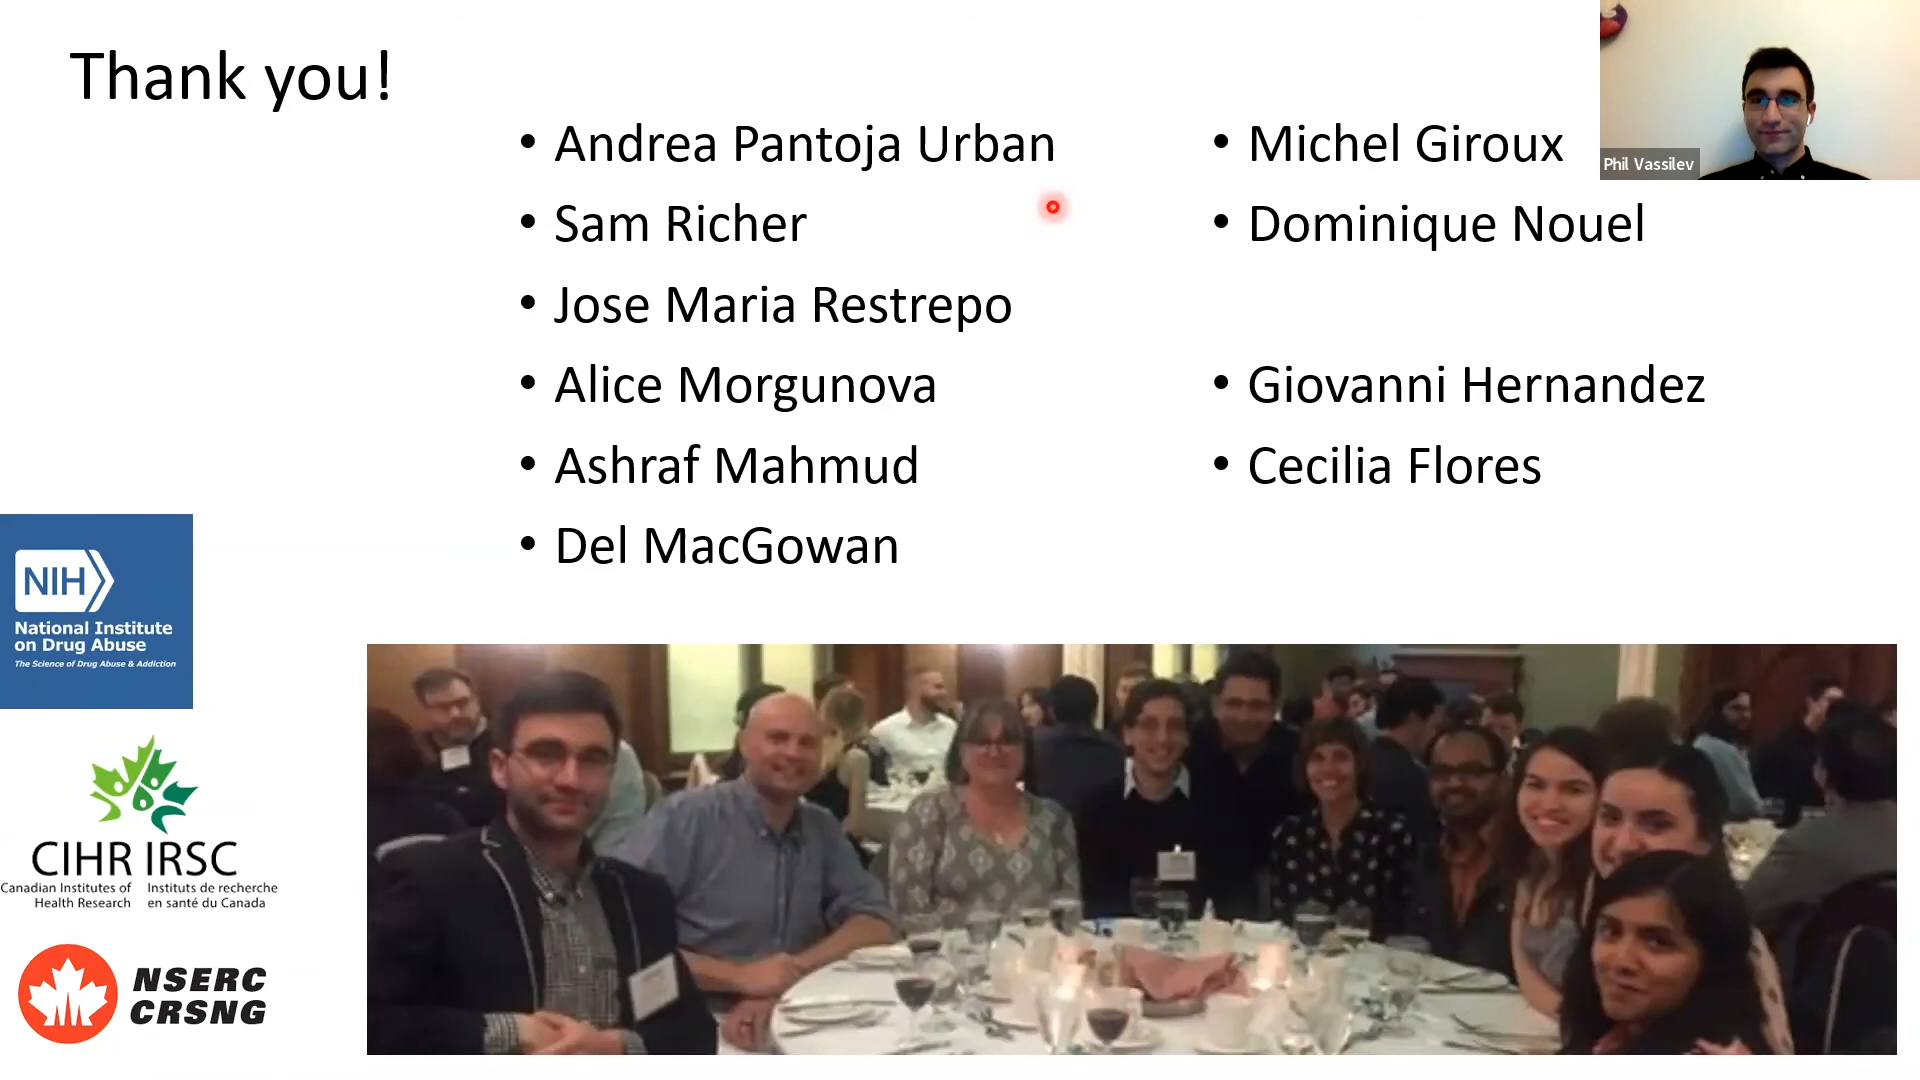 Thank you!
• Andrea Pantoja Urban
• Sam Richer
• Jose Maria Restrepo
• Alice Morgunova
• Ashraf Mahmud
• Del MacGowan
• Michel Giroux
• Dominique Nouel
• Giovanni Hernandez
• Cecilia Flores
Phil Vassilev
NIH
National Institute
on Drug Abuse
The Science of Drug Abuse & Addiction
CIHR IRSC
Canadian Institutes of
Health Research
Instituts de recherche
en santé du Canada
NSERC
CRSNG